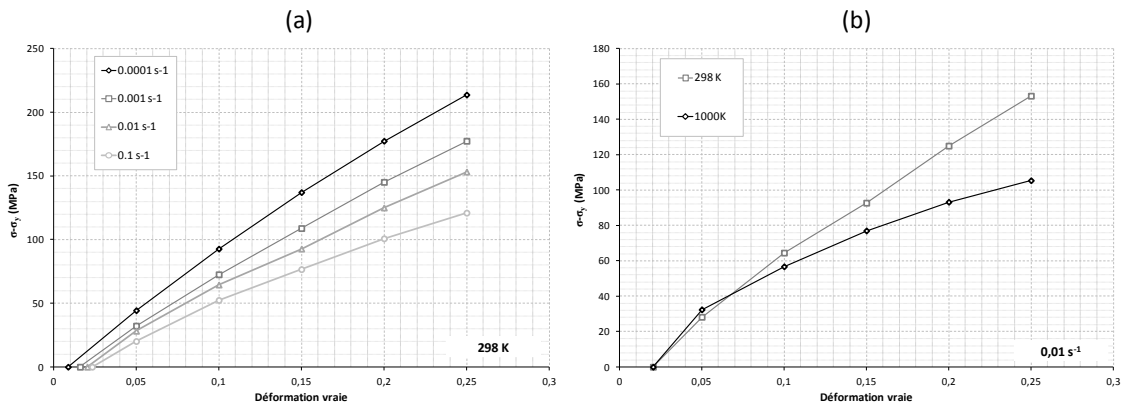 (a)
250
200
150
100
50
0
σ-σy (MPa)
0.0001 s-1
0.001 s-1
0.01 s-1
0.1 s-1
298 K
0
0,05
0,1
0,15
0,2
0,25
0,3
Déformation vraie
(b)
180
160
140
120
100
80
60
40
20
0
σ-σy (MPa)
298 K
1000K
0,01 s-1
0
0,05
0,1
0,15
0,2
0,25
0,3
Déformation vraie